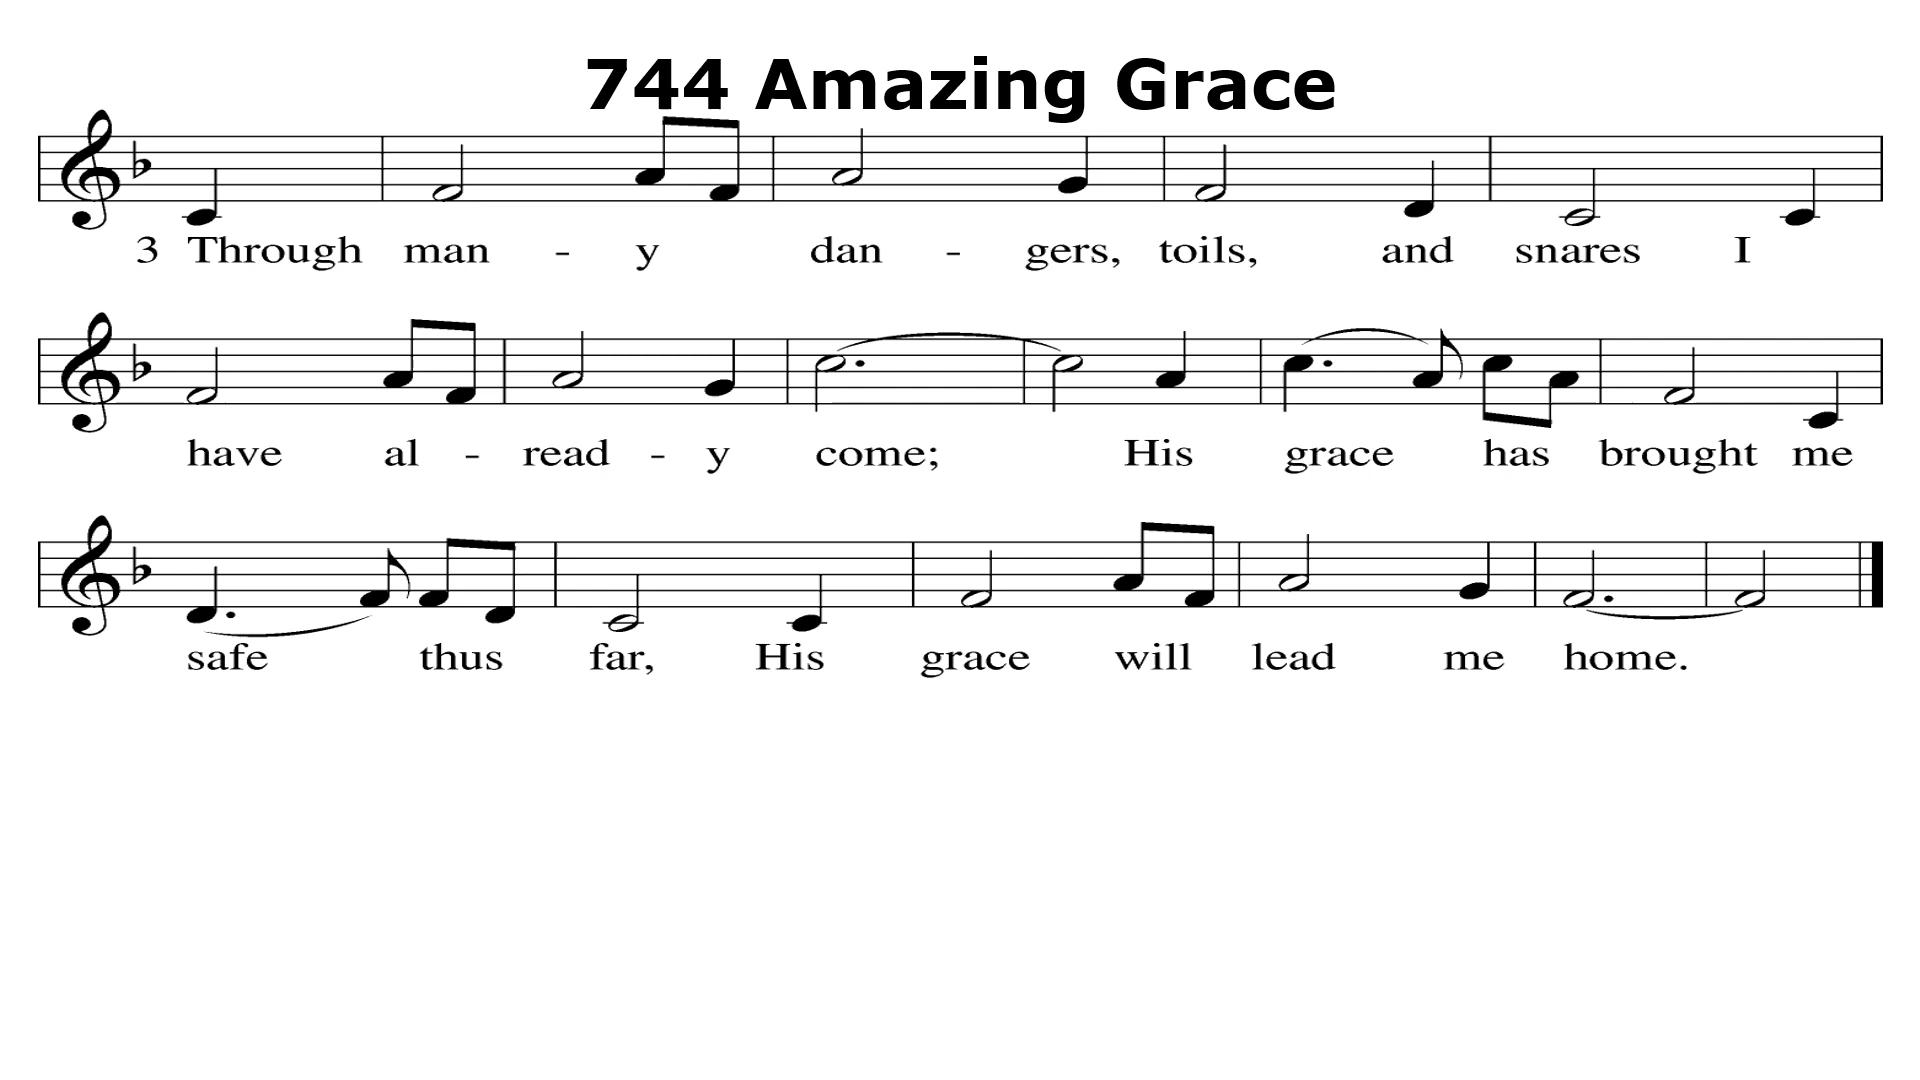 744 Amazing Grace
3 Through man - y dan - gers, toils, and snares I
have al - read - y come; His grace has brought me
safe thus far, His grace will lead me home.